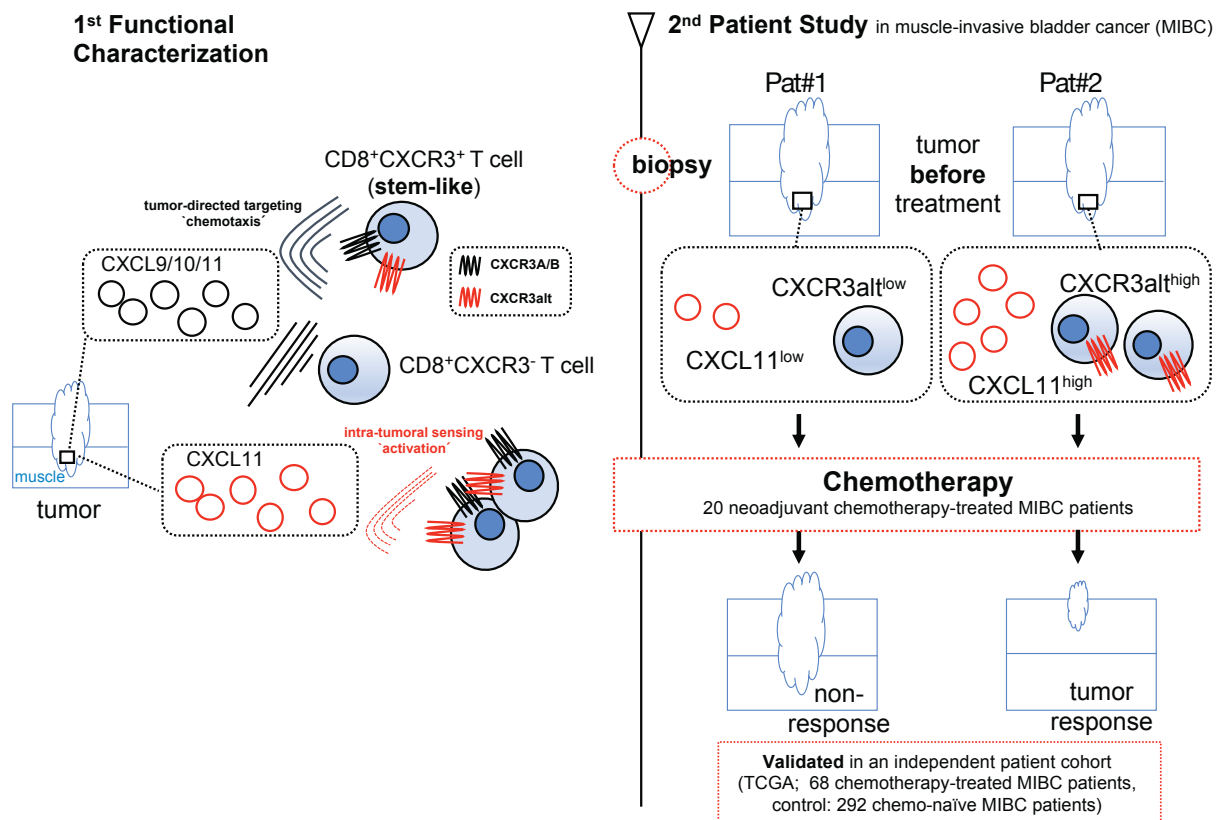 1st Functional
Characterization
CD8+CXCR3+ T cell
(stem-like)
tumor-directed targeting
`chemotaxis´
CXCL9/10/11
CXCR3A/B
CXCR3alt
CD8+CXCR3- T cell
intra-tumoral sensing
`activation´
CXCL11
muscle
tumor
2nd Patient Study in muscle-invasive bladder cancer (MIBC)
Pat#1
Pat#2
biopsy
tumor
before
treatment
CXCR3altlow
CXCL11low
CXCR3althigh
CXCL11high
Chemotherapy
20 neoadjuvant chemotherapy-treated MIBC patients
non-
response
tumor
response
Validated in an independent patient cohort
(TCGA; 68 chemotherapy-treated MIBC patients,
control: 292 chemo-naïve MIBC patients)